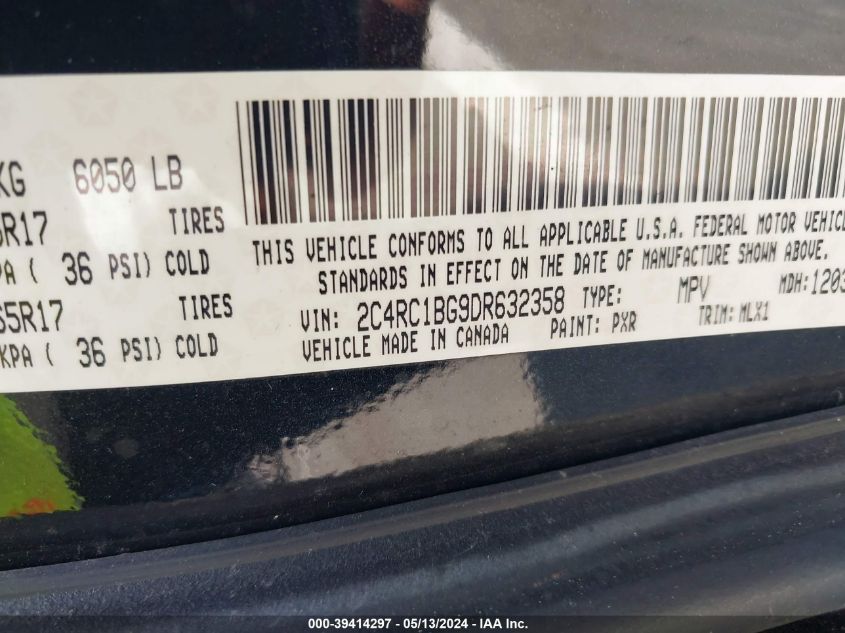 KG 6050 LB
5R17 TIRES
PA ( 36 PSI) COLD
S5R17 TIRES
KPA ( 36 PSI) COLD
THIS VEHICLE CONFORMS TO ALL APPLICABLE U.S.A. FEDERAL MOTOR VEHICL
STANDARDS IN EFFECT ON THE DATE OF MANUFACTURE SHOWN ABOVE.
VIN: 2C4RC1BG9DR632358 TYPE: MPV MDH: 1203
VEHICLE MADE IN CANADA PAINT: PXR TRIM: MLX1
000-39414297 - 05/13/2024 - IAA Inc.